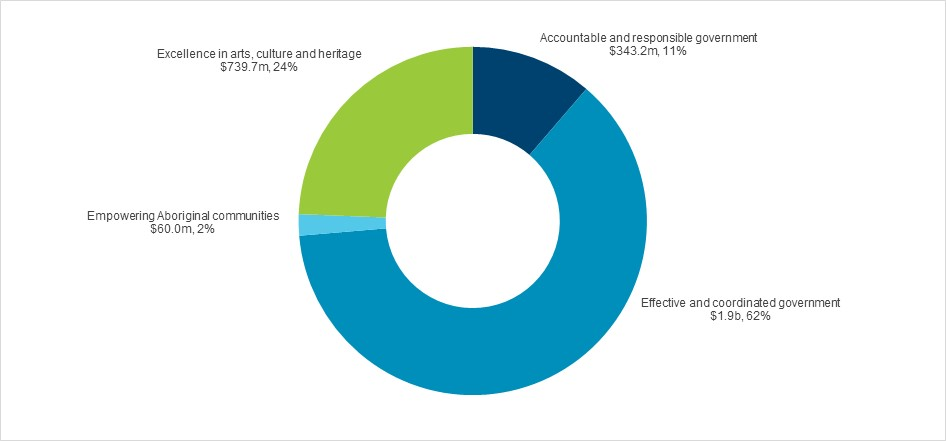 Accountable and responsible government
$343.2m, 11%
Excellence in arts, culture and heritage
$739.7m, 24%
Empowering Aboriginal communities
$60.0m, 2%
Effective and coordinated government
$1.9b, 62%